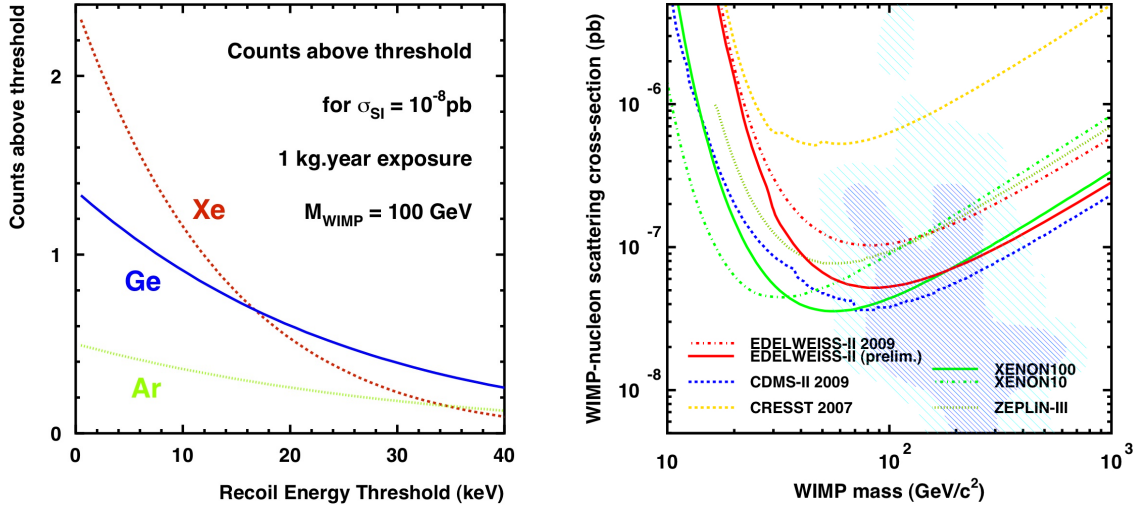 Counts above threshold
2
1
0
0
10
20
30
40
Recoil Energy Threshold (keV)
Counts above threshold
for σSI = 10-8pb
1 kg.year exposure
MWIMP = 100 GeV
Xe
Ge
Ar
WIMP-nucleon scattering cross-section (pb)
10-6
10-7
10-8
10
102
103
WIMP mass (GeV/c2)
EDELWEISS-II 2009
EDELWEISS-II (prelim.)
CDMS-II 2009
CRESST 2007
XENON100
XENON10
ZEPLIN-III